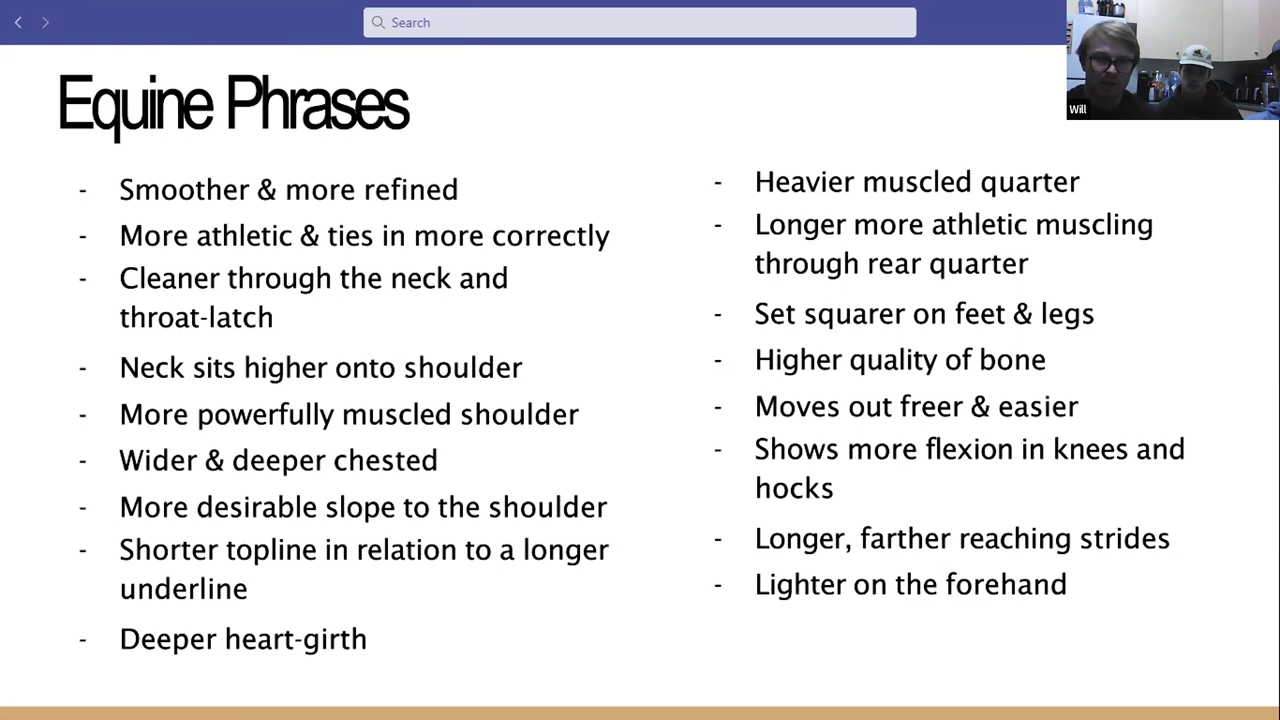 Search
Will
Equine Phrases
- Smoother & more refined
- More athletic & ties in more correctly
- Cleaner through the neck and
throat-latch
- Neck sits higher onto shoulder
- More powerfully muscled shoulder
- Wider & deeper chested
- More desirable slope to the shoulder
- Shorter topline in relation to a longer
underline
- Deeper heart-girth
- Heavier muscled quarter
- Longer more athletic muscling
through rear quarter
- Set squarer on feet & legs
- Higher quality of bone
- Moves out freer & easier
- Shows more flexion in knees and
hocks
- Longer, farther reaching strides
- Lighter on the forehand